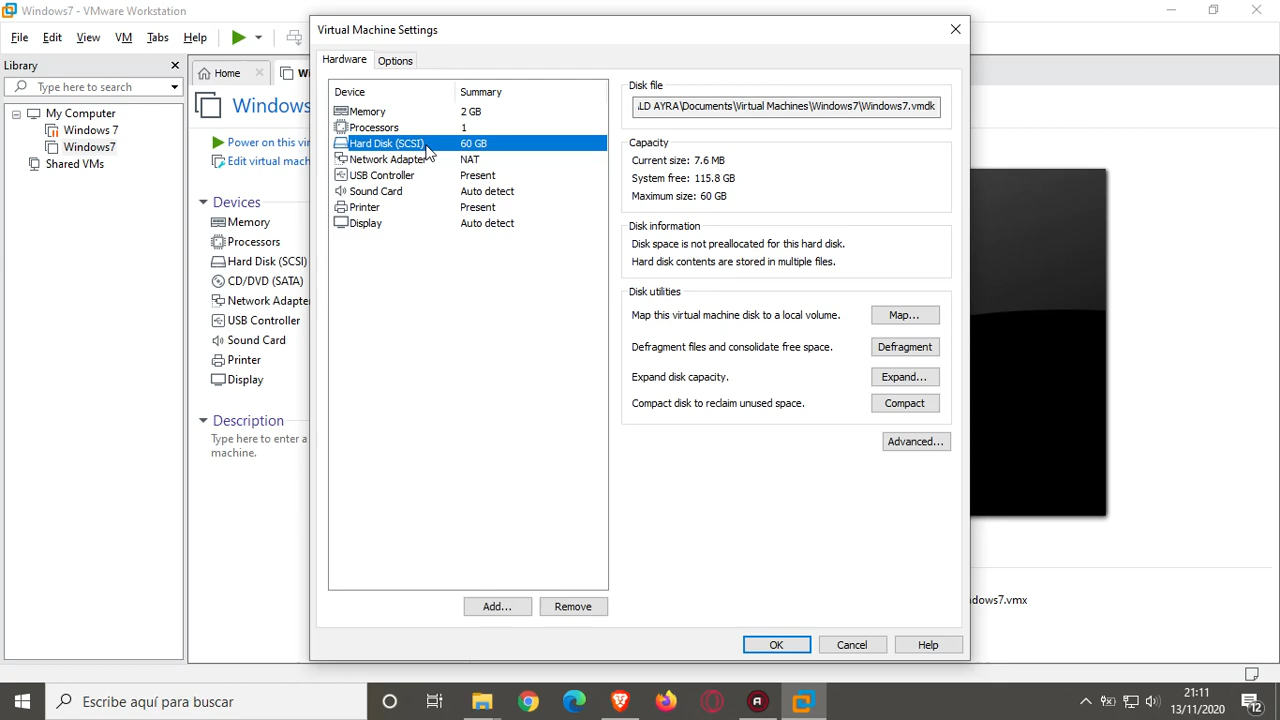 Windows7 - VMware Workstation
File Edit View VM Tabs Help
Library
Type here to search
My Computer
Windows 7
Windows7
Shared VMs
Home
Windows
Power on this
Devices
Memory
Processors
Hard Disk (SCSI)
CD/DVD (SATA)
USB Controller
Sound Card
Printer
Display
Description
Type here to enter a
machine.
Virtual Machine Settings
Hardware Options
Device Summary
Memory 2 GB
Processors 1
Hard Disk (SCSI) 60 GB
Network Adapter NAT
USB Controller Present
Sound Card Auto detect
Printer Present
Display Auto detect
Add... Remove
Disk file
LD AYRA\Documents\Virtual Machines\Windows7\Windows7.vmdk
Capacity
Current size: 7.6 MB
System free: 115.8 GB
Maximum size: 60 GB
Disk information
Disk space is not preallocated for this hard disk.
Hard disk contents are stored in multiple files.
Disk utilities
Map this virtual machine disk to a local volume. Map...
Defragment files and consolidate free space. Defragment
Expand disk capacity. Expand...
Compact disk to reclaim unused space. Compact
Advanced...
OK Cancel Help
dows7.vmx
Escribe aquí para buscar
21:11
13/11/2020
12